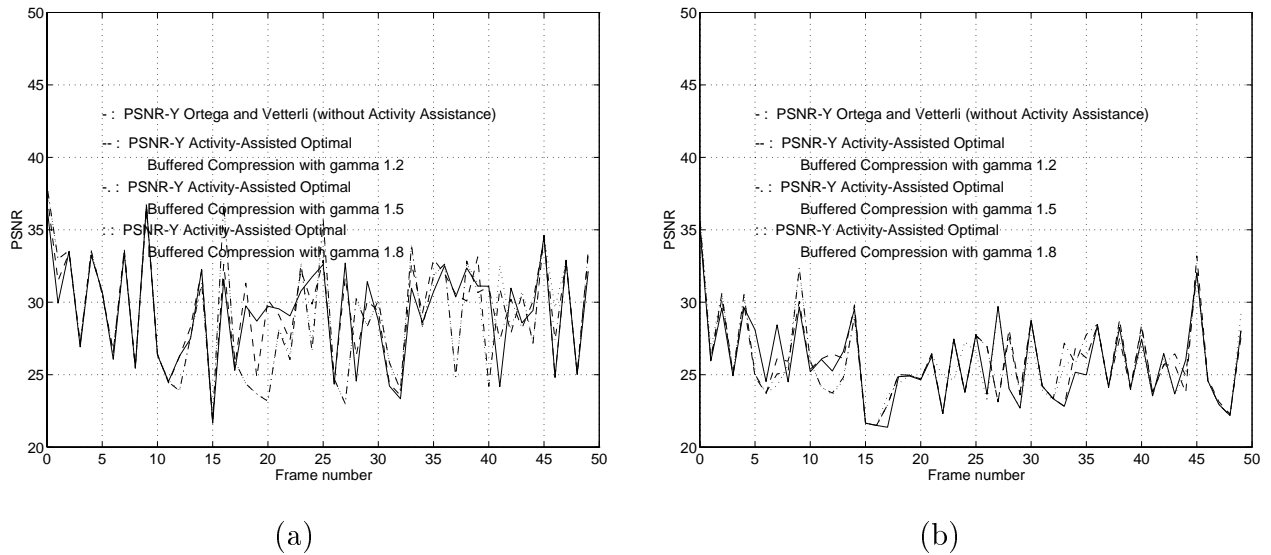 50
45
40
35
30
25
20
PSNR
- : PSNR-Y Ortega and Vetterli (without Activity Assistance)
-- : PSNR-Y Activity-Assisted Optimal
Buffered Compression with gamma 1.2
-. : PSNR-Y Activity-Assisted Optimal
Buffered Compression with gamma 1.5
: : PSNR-Y Activity-Assisted Optimal
Buffered Compression with gamma 1.8
0 5 10 15 20 25 30 35 40 45 50
Frame number
(a)
50
45
40
35
30
25
20
PSNR
- : PSNR-Y Ortega and Vetterli (without Activity Assistance)
-- : PSNR-Y Activity-Assisted Optimal
Buffered Compression with gamma 1.2
-. : PSNR-Y Activity-Assisted Optimal
Buffered Compression with gamma 1.5
: : PSNR-Y Activity-Assisted Optimal
Buffered Compression with gamma 1.8
0 5 10 15 20 25 30 35 40 45 50
Frame number
(b)